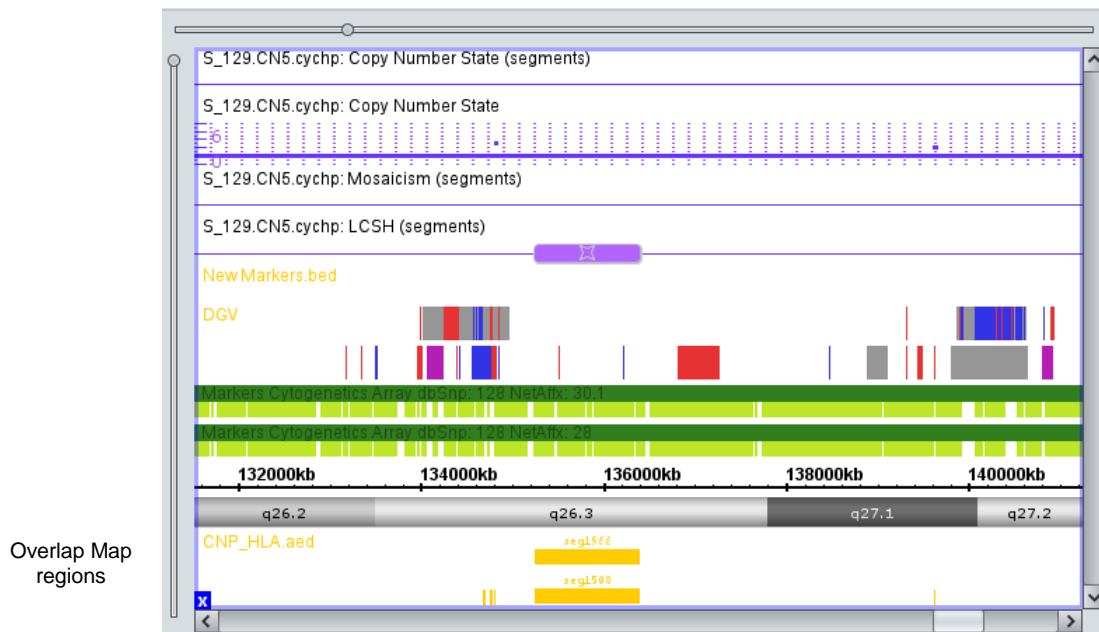 S_129.CN5.cychp: Copy Number State (segments)
S_129.CN5.cychp: Copy Number State
6
0
S_129.CN5.cychp: Mosaicism (segments)
S_129.CN5.cychp: LCSH (segments)
New Markers.bed
DGV
Markers Cytogenetics Array dbSnp: 128 NetAffx: 30.1
Markers Cytogenetics Array dbSnp: 128 NetAffx: 28
132000kb 134000kb 136000kb 138000kb 140000kb
q26.2 q26.3 q27.1 q27.2
CNP_HLA.aed
seg1966
seg1508
Overlap Map
regions
X